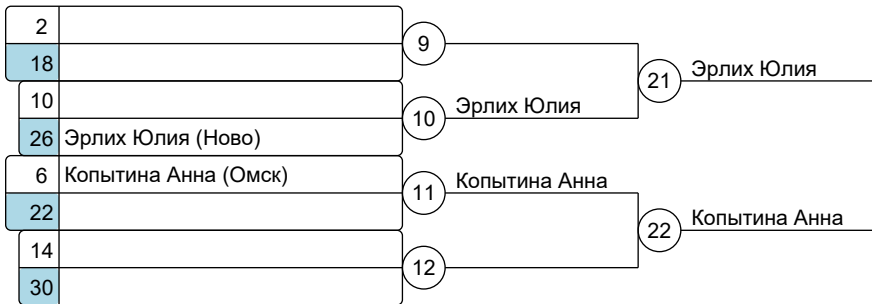 2
9
18
21 Эрлих Юлия
10
10 Эрлих Юлия
26 Эрлих Юлия (Ново)
6 Копытина Анна (Омск)
11 Копытина Анна
22
22 Копытина Анна
14
12
30